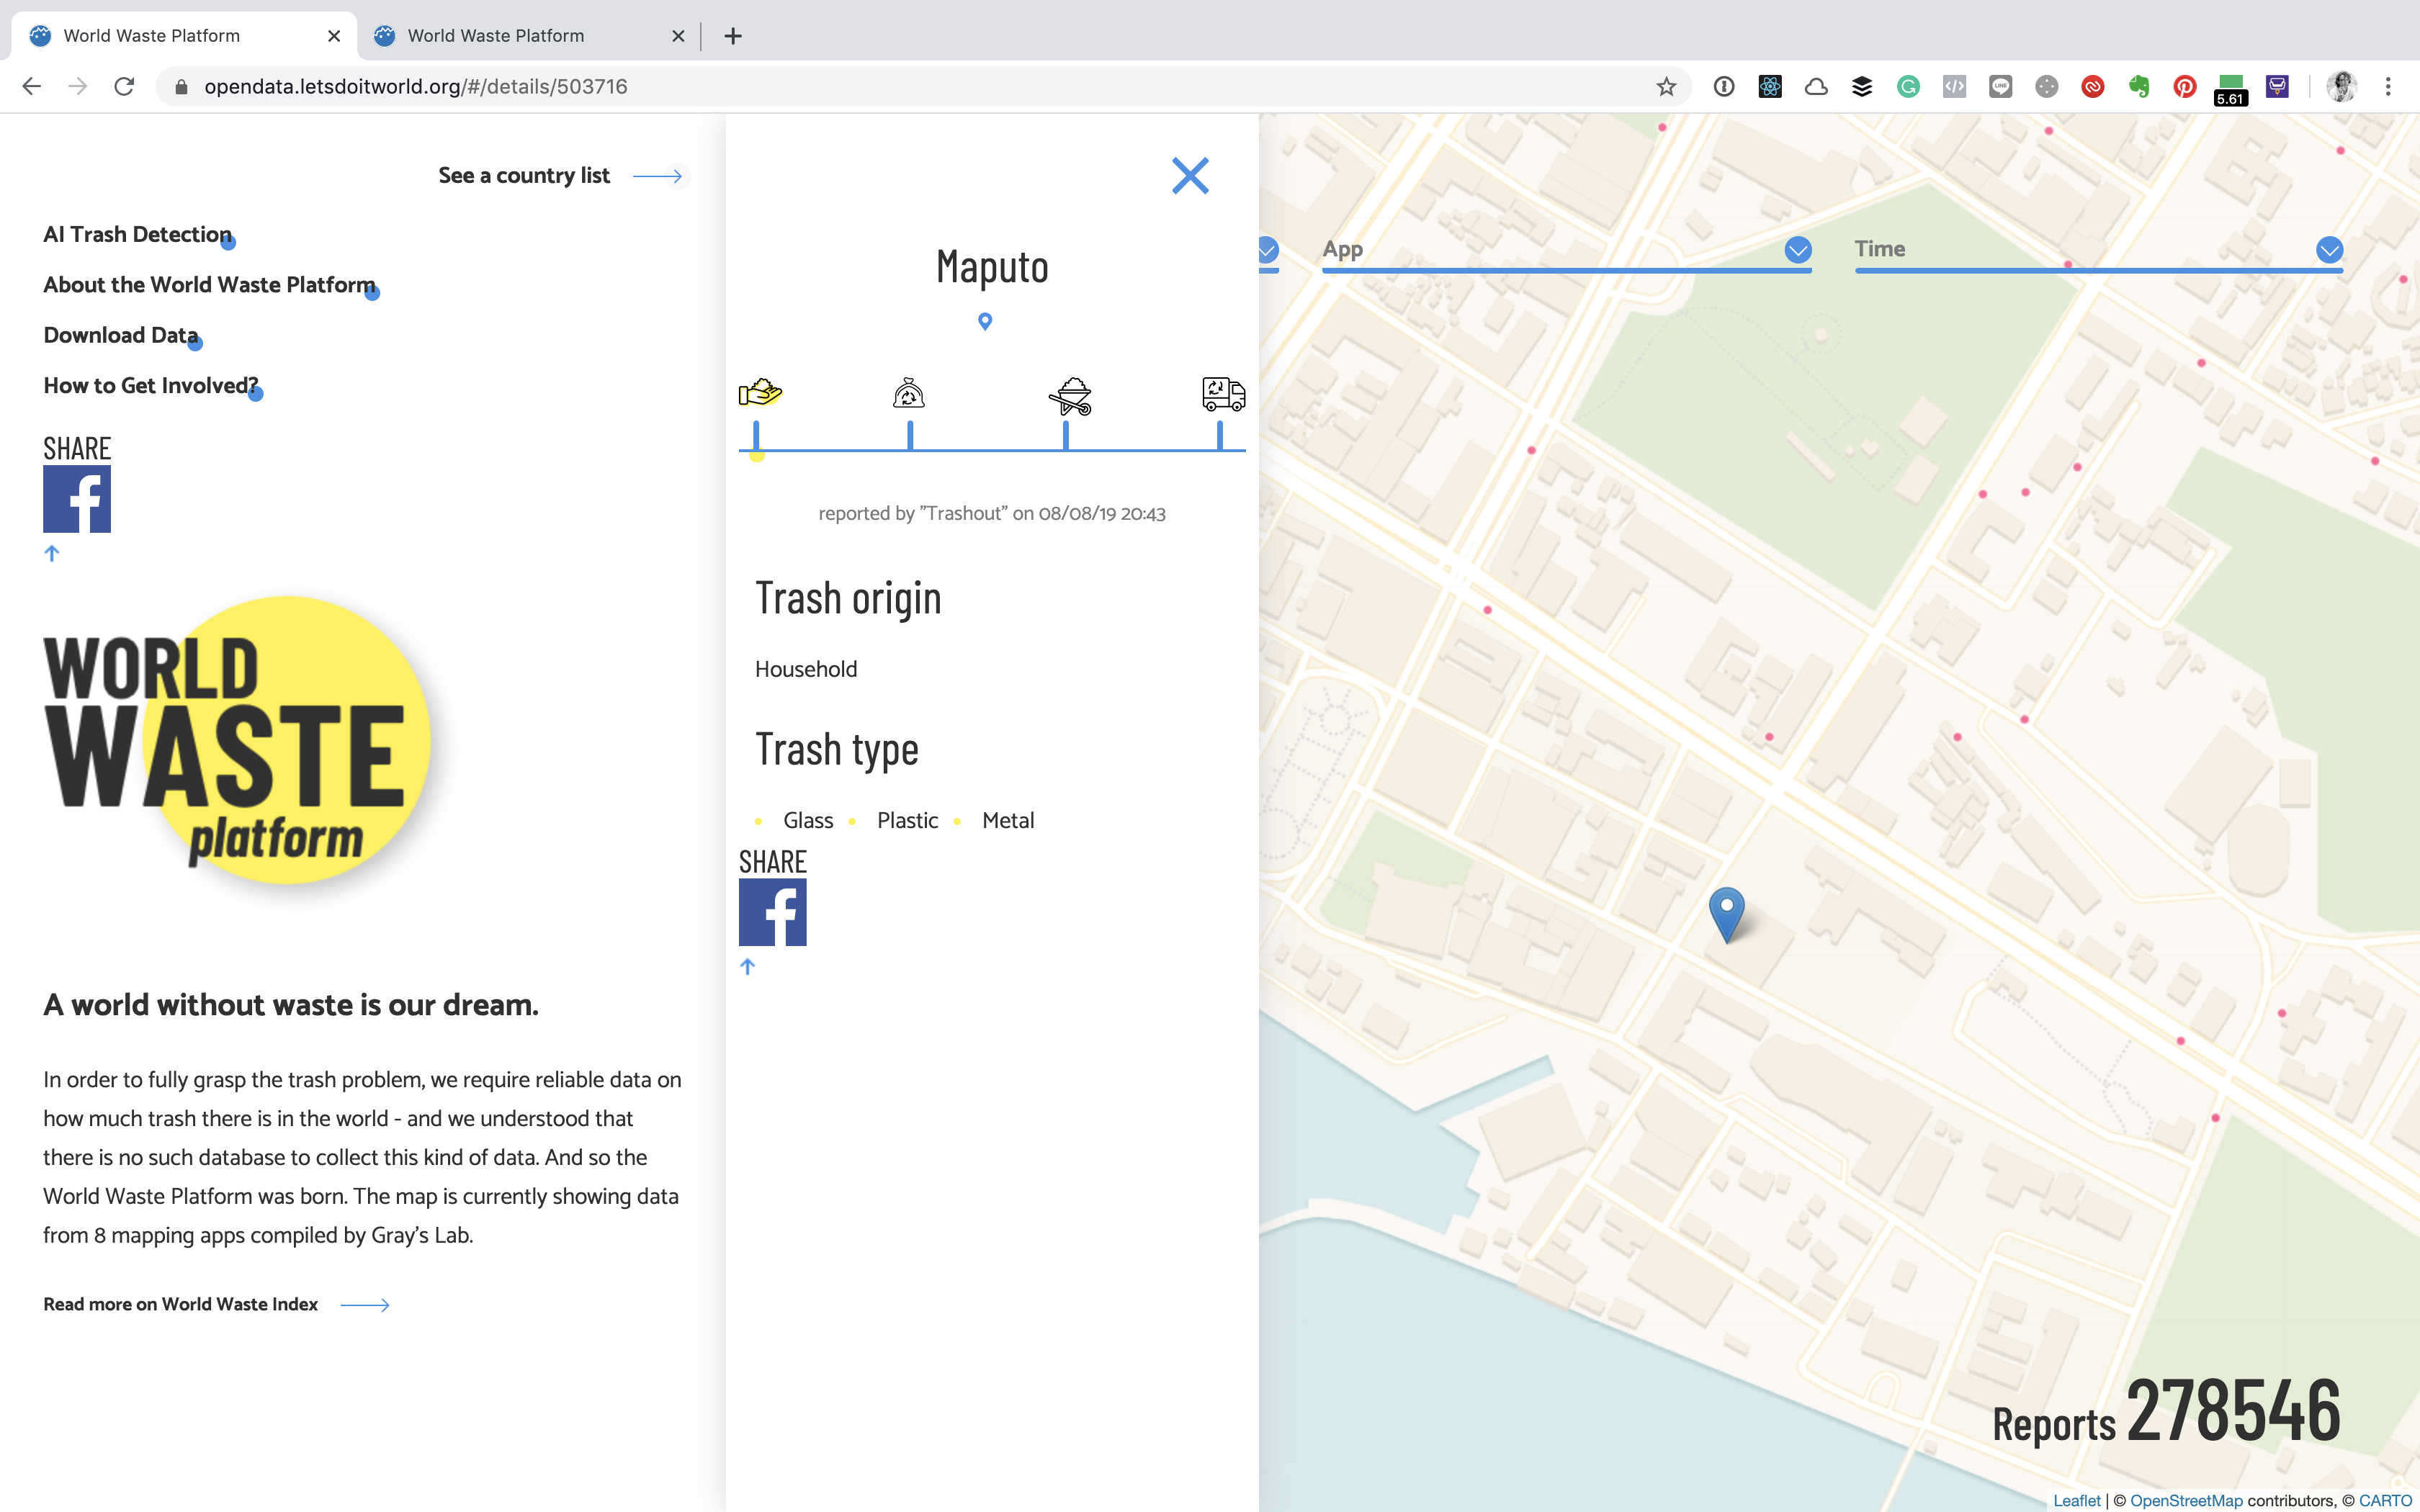 World Waste Platform
World Waste Platform
opendata.letsdoitworld.org/#/details/503716
5.61
See a country list
AI Trash Detection
About the World Waste Platform
Download Data
How to Get Involved?
SHARE
WORLD
WASTE
platform
A world without waste is our dream.
In order to fully grasp the trash problem, we require reliable data on
how much trash there is in the world - and we understood that
there is no such database to collect this kind of data. And so the
World Waste Platform was born. The map is currently showing data
from 8 mapping apps compiled by Gray's Lab.
Read more on World Waste Index
Maputo
reported by "Trashout" on 08/08/19 20:43
Trash origin
Household
Trash type
Glass Plastic Metal
SHARE
App
Time
Reports 278546
Leaflet | © OpenStreetMap contributors, © CARTO